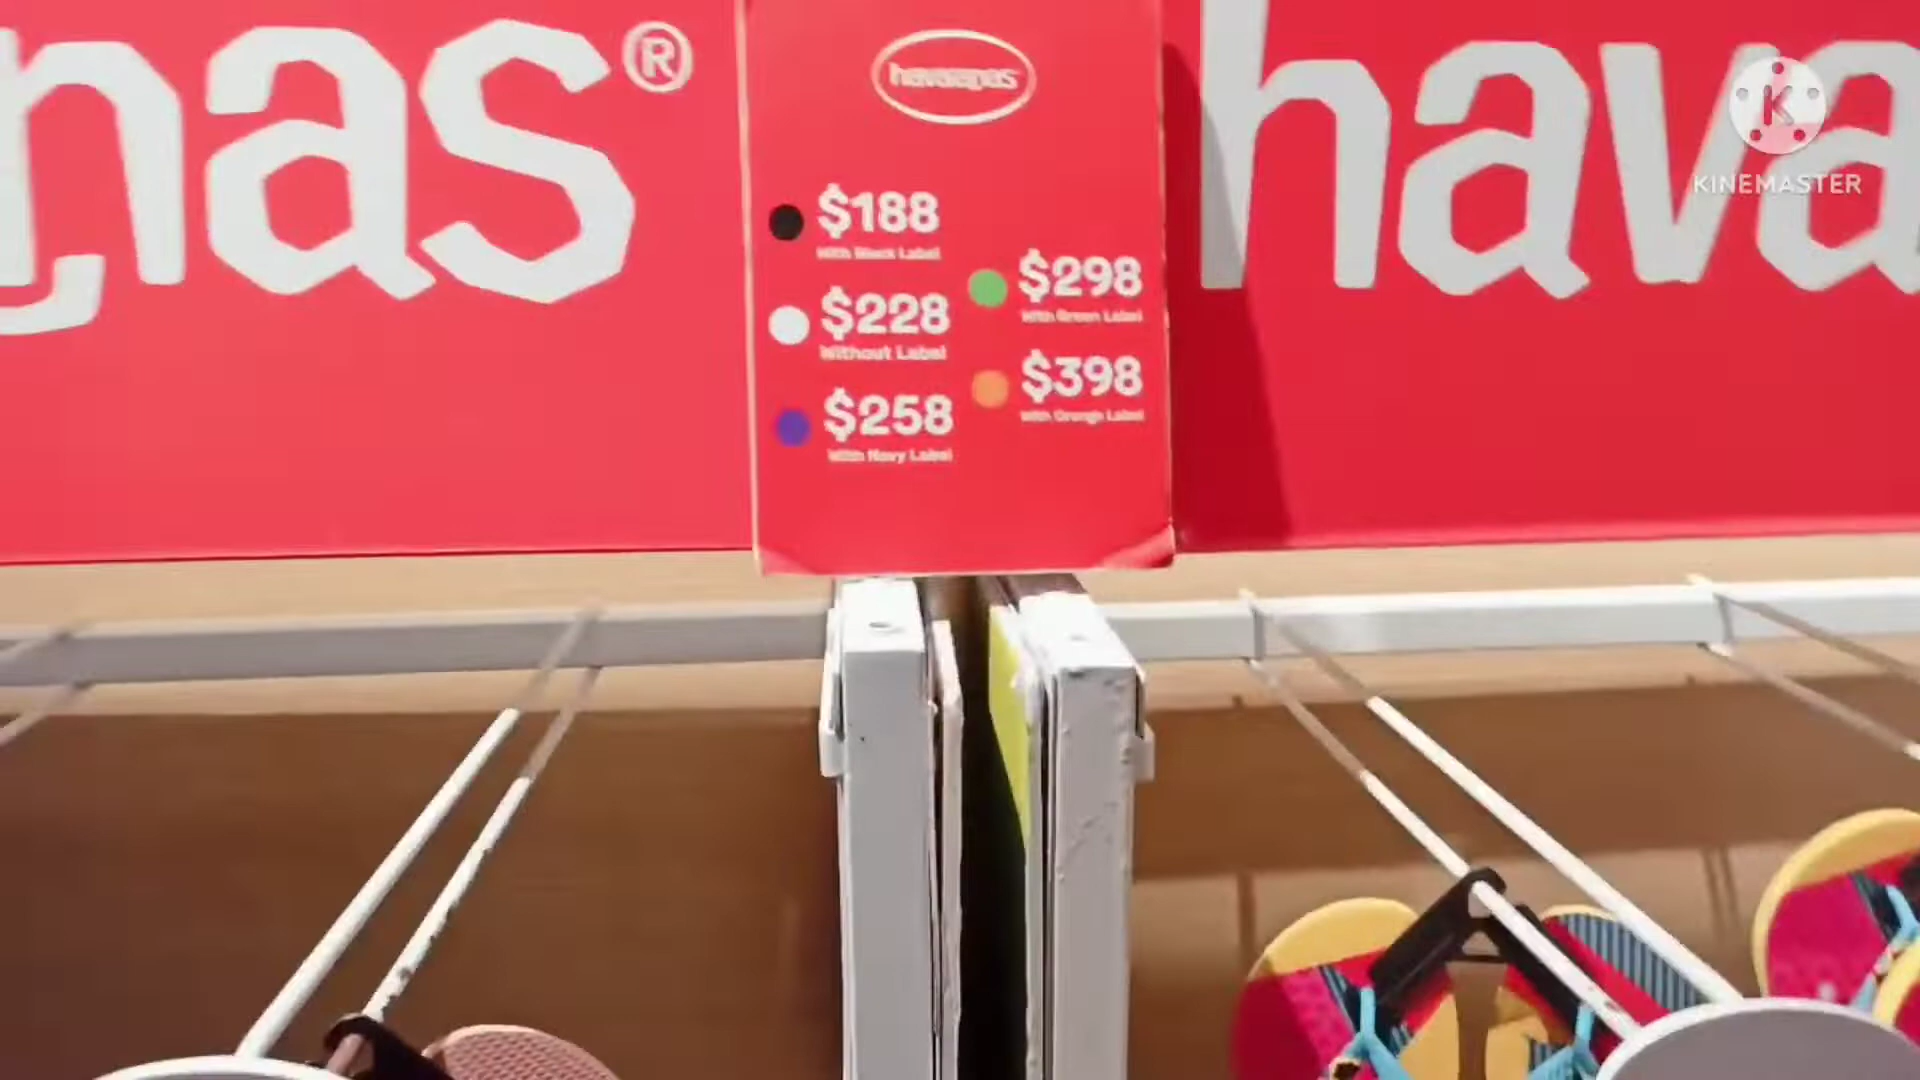 nas®
havaianas
$188
With Black Label
$228
Without Label
$258
With Navy Label
$298
With Green Label
$398
With Orange Label
hava
K
KINEMASTER